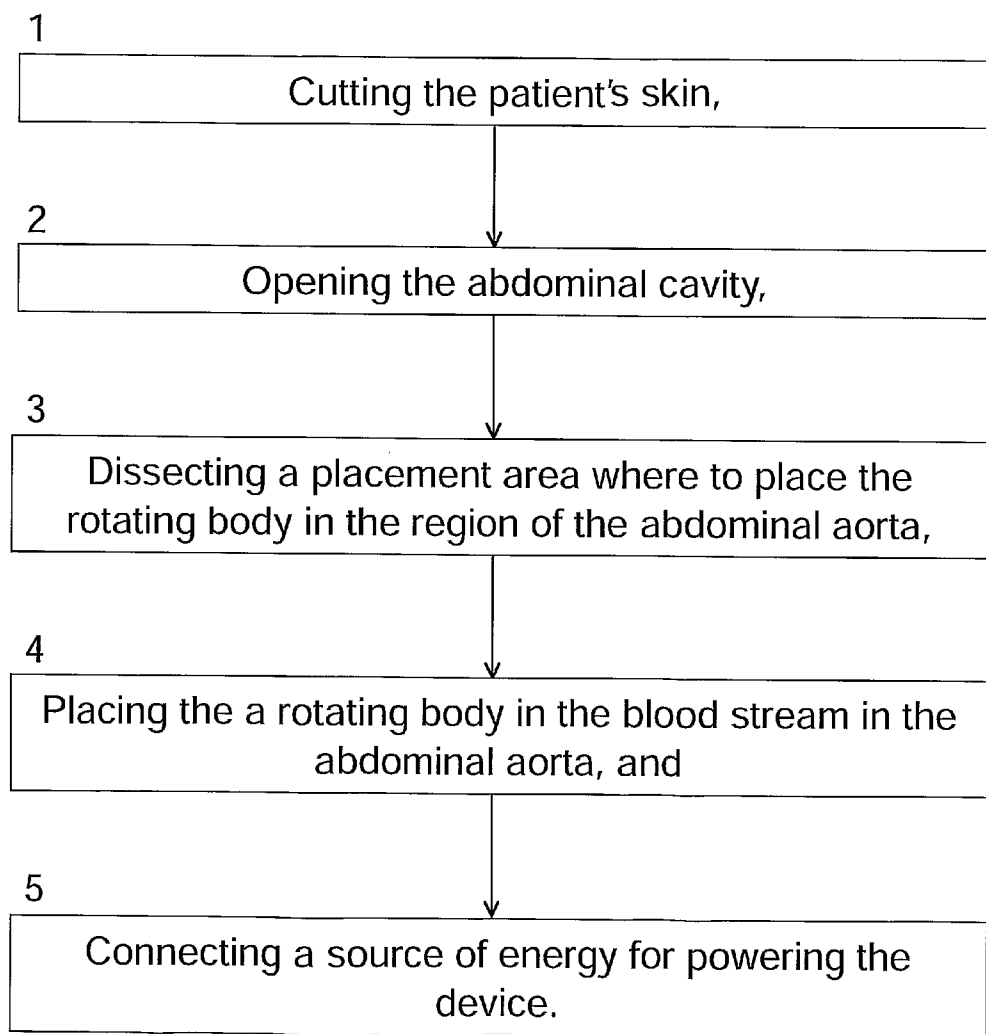 1
Cutting the patient's skin,
2
Opening the abdominal cavity,
3
Dissecting a placement area where to place the
rotating body in the region of the abdominal aorta,
4
Placing the a rotating body in the blood stream in the
abdominal aorta, and
5
Connecting a source of energy for powering the
device.